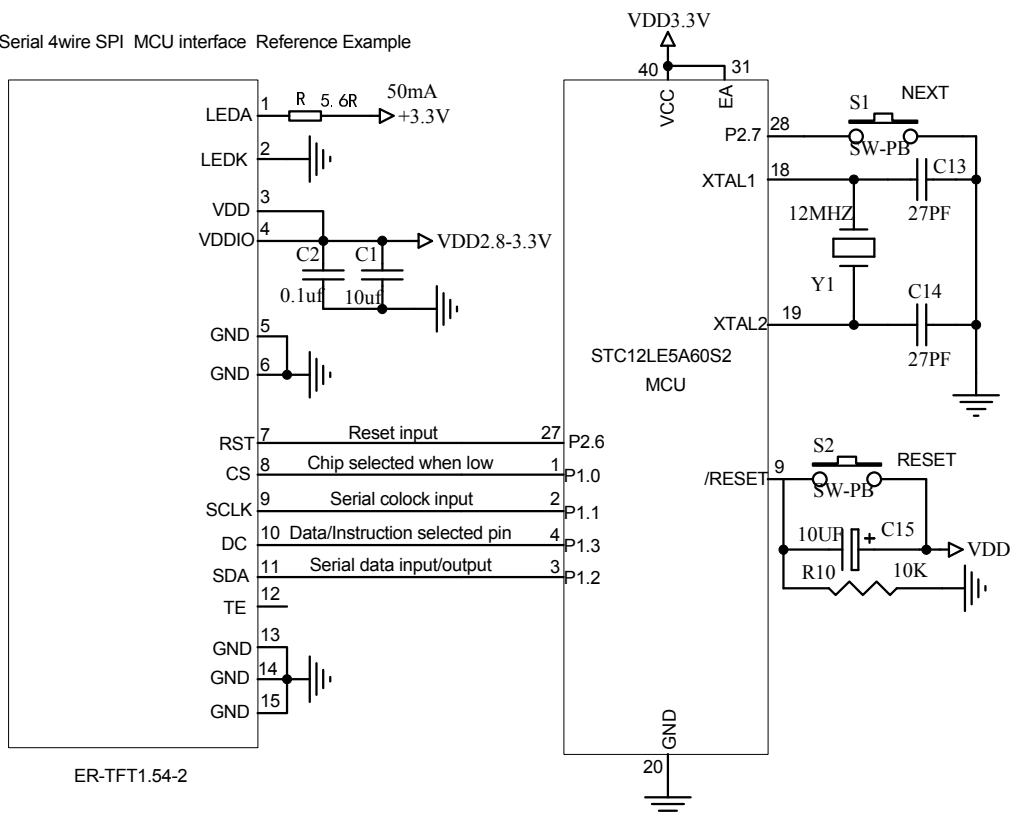 Serial 4wire SPI MCU interface Reference Example
LEDA 1 R 5.6R 50mA
+3.3V
LEDK 2
VDD 3
VDDIO 4 VDD2.8-3.3V
C2 C1
0.1uf 10uf
GND 5
GND 6
RST 7 Reset input 27 P2.6
CS 8 Chip selected when low 1 P1.0
SCLK 9 Serial colock input 2 P1.1
DC 10 Data/Instruction selected pin 4 P1.3
SDA 11 Serial data input/output 3 P1.2
TE 12
GND 13
GND 14
GND 15
ER-TFT1.54-2
VDD3.3V
40 31
VCC EA
S1 NEXT
P2.7 28
SW-PB
XTAL1 18 C13
12MHZ 27PF
Y1
C14
XTAL2 19
27PF
STC12LE5A60S2
MCU
S2 RESET
/RESET 9
SW-PB
10UF + C15
VDD
R10 10K
GND
20